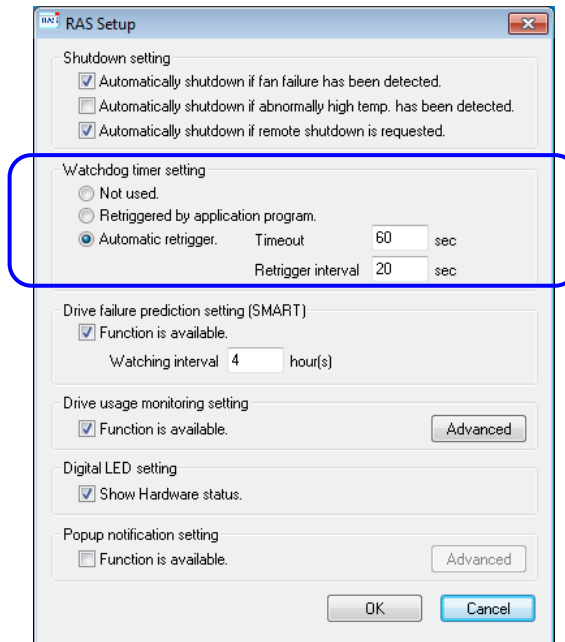 RAS Setup
Shutdown setting
Automatically shutdown if fan failure has been detected.
Automatically shutdown if abnormally high temp. has been detected.
Automatically shutdown if remote shutdown is requested.
Watchdog timer setting
Not used.
Retriggered by application program.
Automatic retrigger. Timeout 60 sec
Retrigger interval 20 sec
Drive failure prediction setting (SMART)
Function is available.
Watching interval 4 hour(s)
Drive usage monitoring setting
Function is available. Advanced
Digital LED setting
Show Hardware status.
Popup notification setting
Function is available. Advanced
OK Cancel